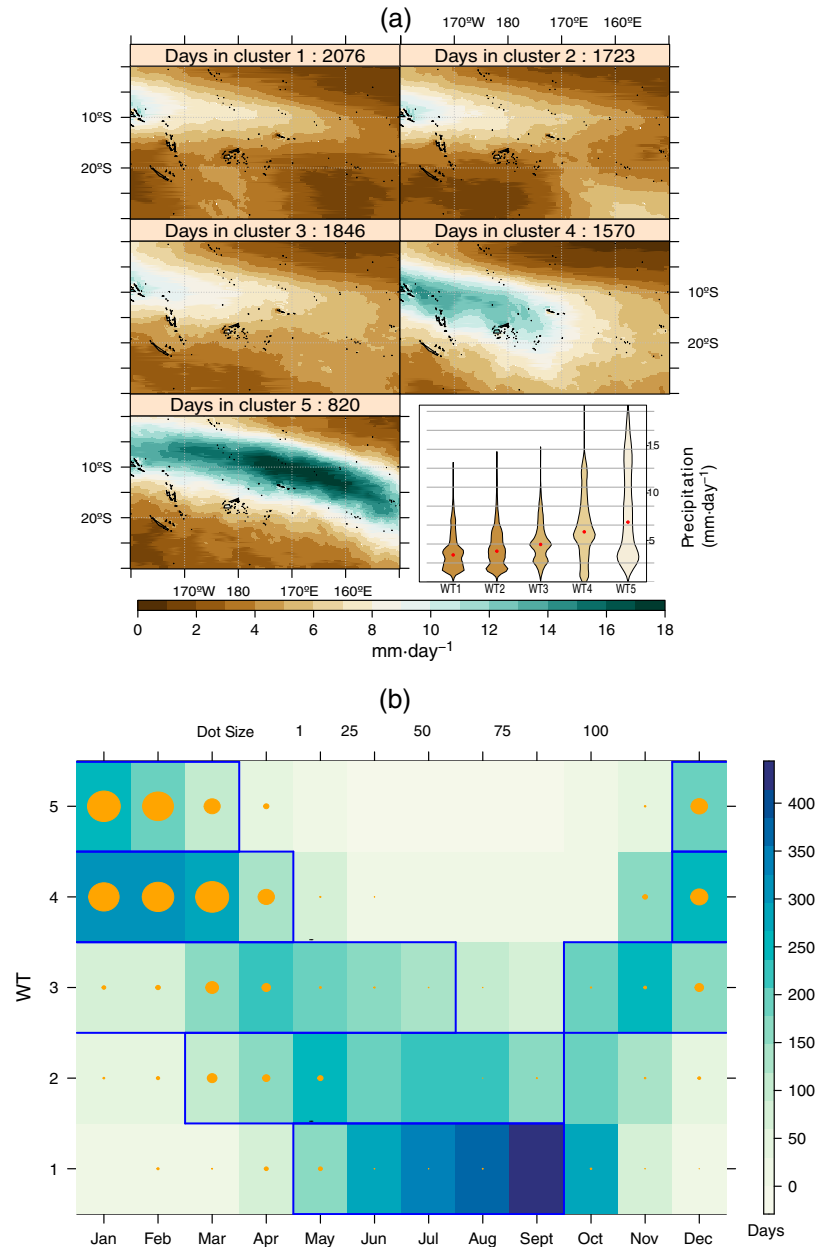 (a)
170ºW 180 170ºE 160ºE
Days in cluster 1 : 2076
Days in cluster 2 : 1723
10ºS
20ºS
Days in cluster 3 : 1846
Days in cluster 4 : 1570
10ºS
20ºS
Days in cluster 5 : 820
10ºS
20ºS
15
10
5
Precipitation
(mm·day⁻¹)
WT1 WT2 WT3 WT4 WT5
170ºW 180 170ºE 160ºE
0 2 4 6 8 10 12 14 16 18
mm·day⁻¹
(b)
Dot Size 1 25 50 75 100
5
4
3
2
1
WT
400
350
300
250
200
150
100
50
0
Days
Jan Feb Mar Apr May Jun Jul Aug Sept Oct Nov Dec